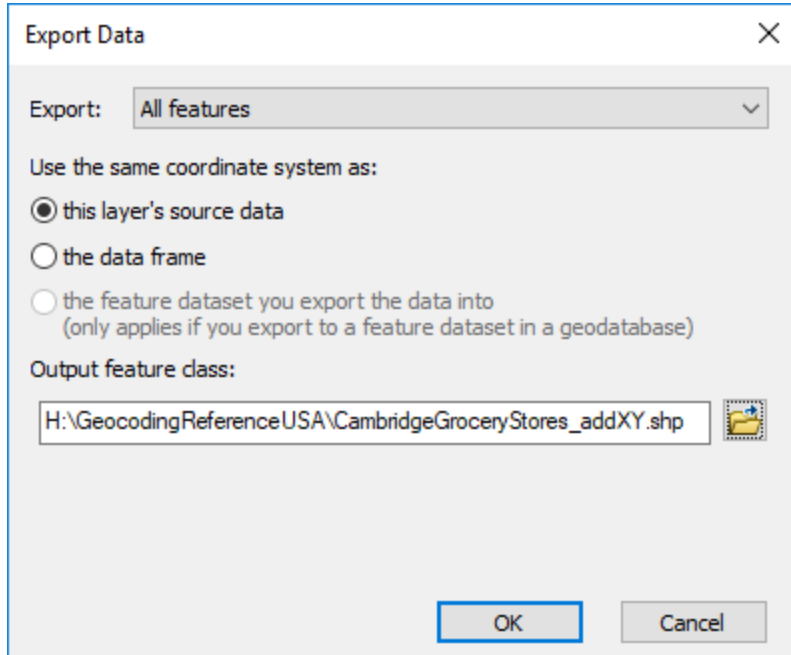 Export Data
Export: All features
Use the same coordinate system as:
this layer's source data
the data frame
the feature dataset you export the data into
(only applies if you export to a feature dataset in a geodatabase)
Output feature class:
H:\GeocodingReferenceUSA\CambridgeGroceryStores_addXY.shp
OK Cancel